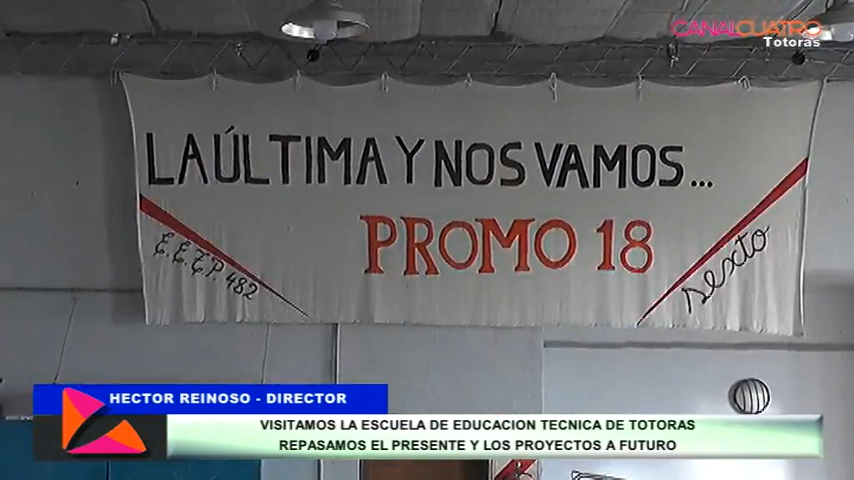 CANALCUATRO
Totoras
LA ÚLTIMA Y NOS VAMOS...
PROMO 18
E.E.T.P. 482
sexto
HECTOR REINOSO - DIRECTOR
VISITAMOS LA ESCUELA DE EDUCACION TECNICA DE TOTORAS
REPASAMOS EL PRESENTE Y LOS PROYECTOS A FUTURO